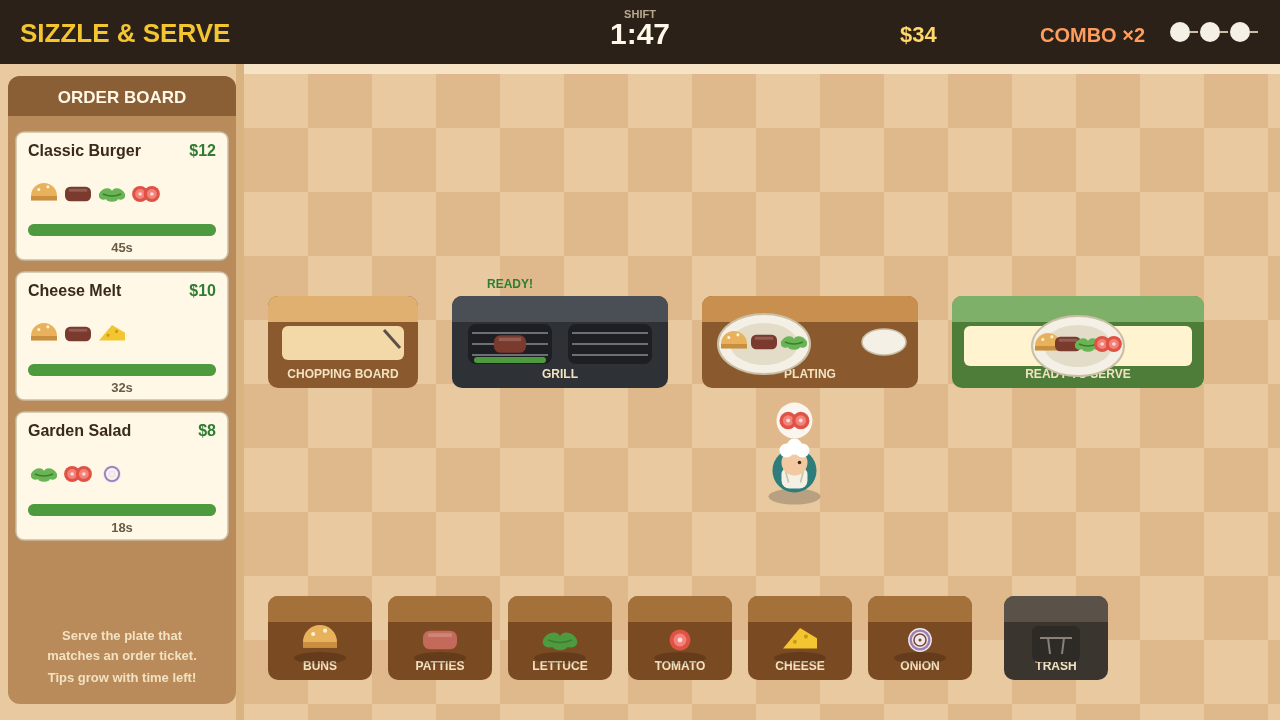 SIZZLE & SERVE
SHIFT
1:47
$34
COMBO ×2
ORDER BOARD
Classic Burger $12
45s
Cheese Melt $10
32s
Garden Salad $8
18s
Serve the plate that
matches an order ticket.
Tips grow with time left!
READY!
CHOPPING BOARD
GRILL
PLATING
READY TO SERVE
BUNS
PATTIES
LETTUCE
TOMATO
CHEESE
ONION
TRASH